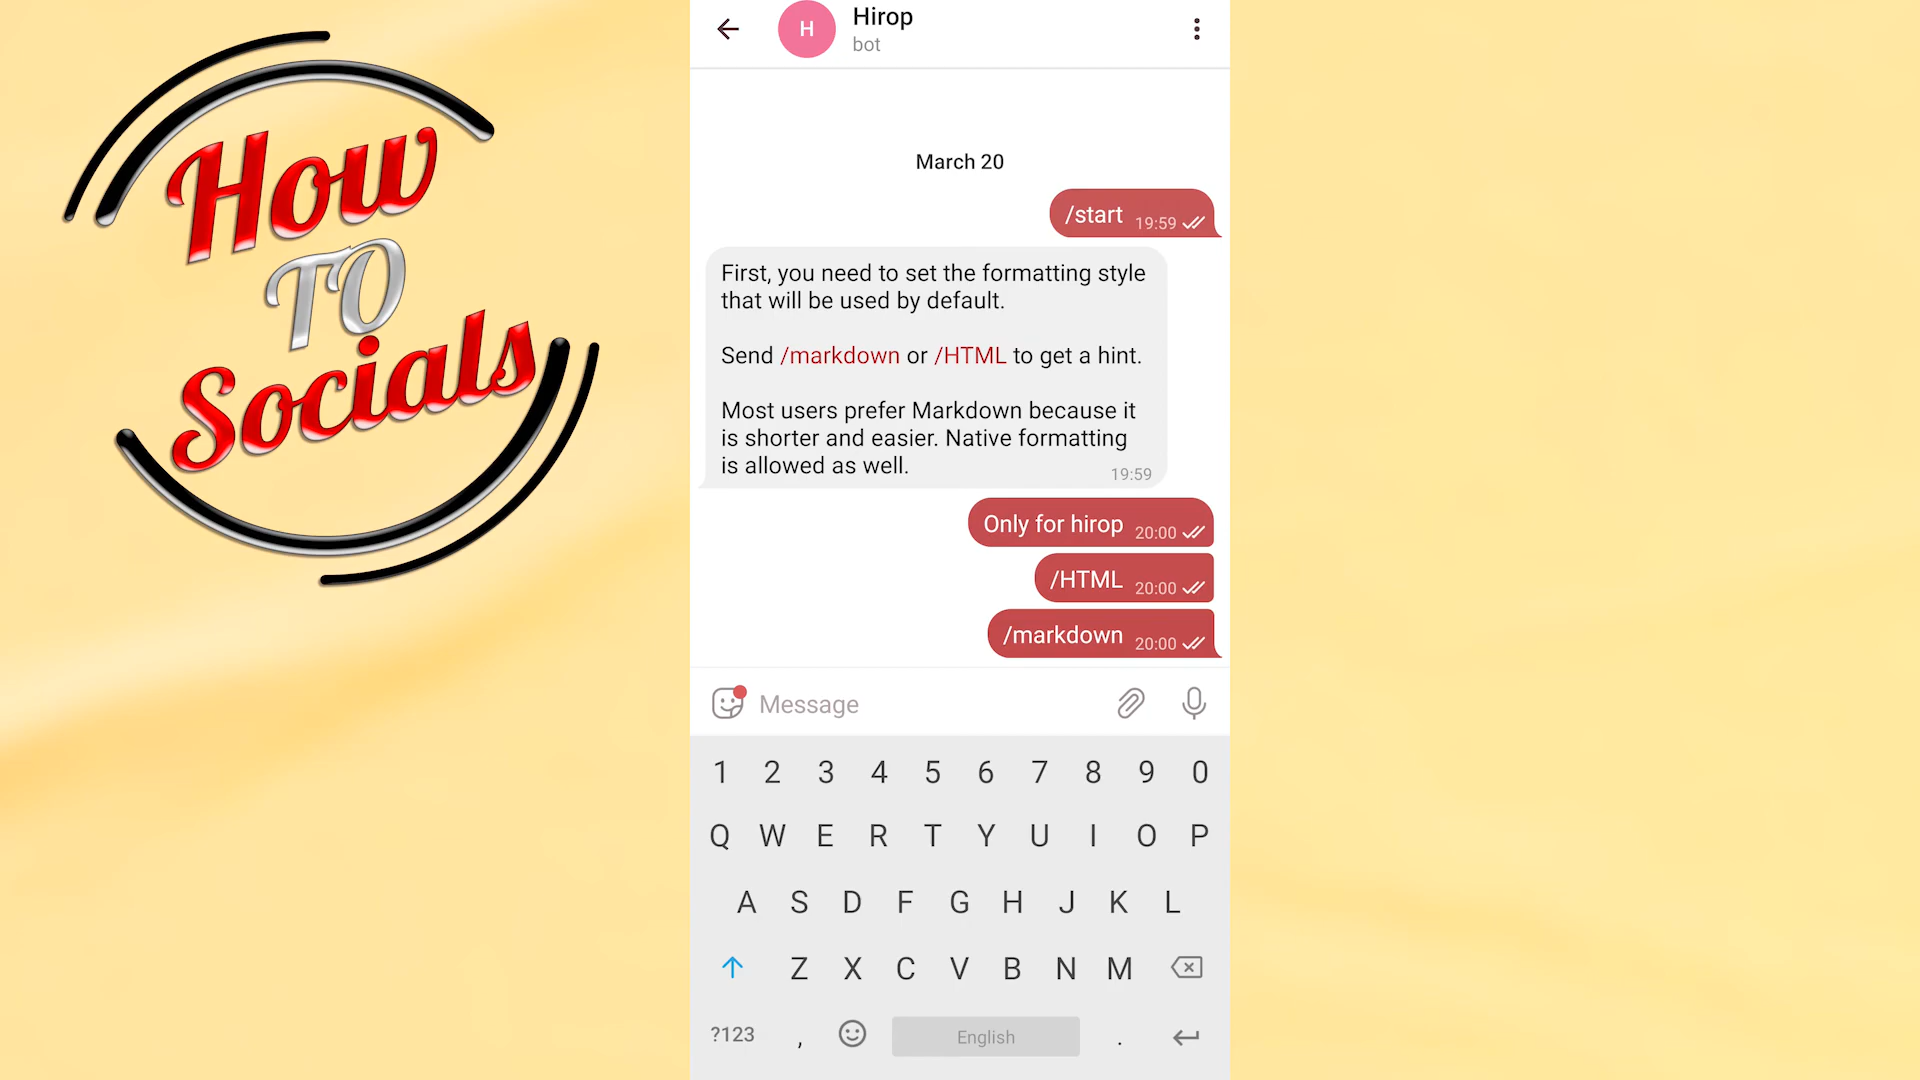 How
TO
Socials
H
Hirop
bot
March 20
/start 19:59
First, you need to set the formatting style
that will be used by default.
Send /markdown or /HTML to get a hint.
Most users prefer Markdown because it
is shorter and easier. Native formatting
is allowed as well.
19:59
Only for hirop 20:00
/HTML 20:00
/markdown 20:00
Message
1 2 3 4 5 6 7 8 9 0
Q W E R T Y U I O P
A S D F G H J K L
Z X C V B N M
?123 , English .